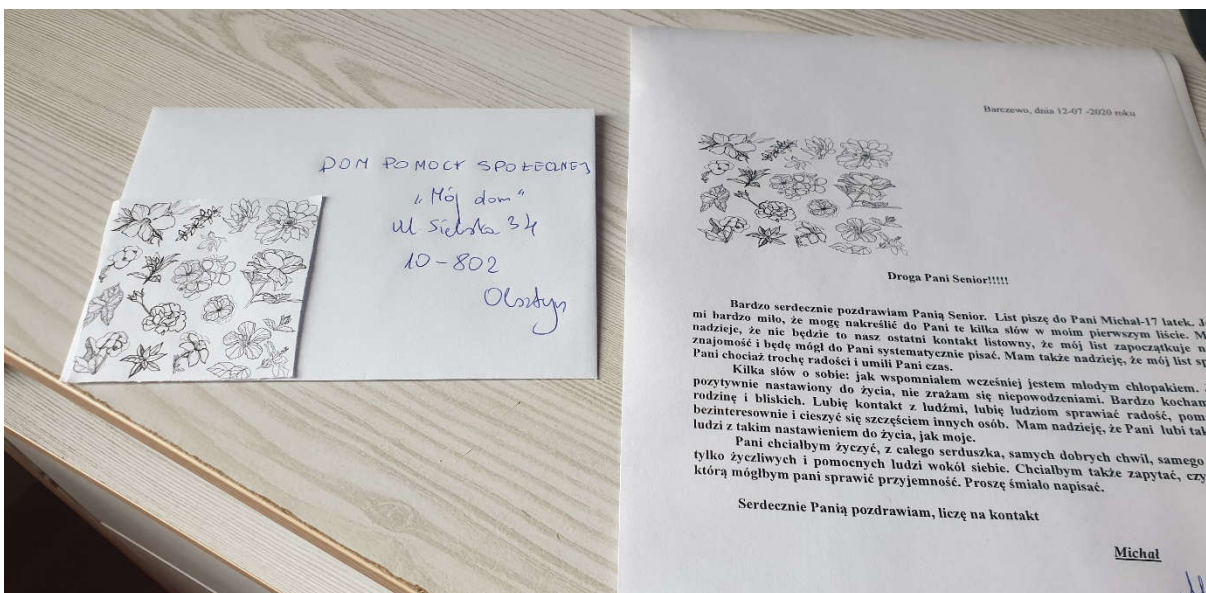 DOM POMOCY SPOŁECZNEJ
„Mój dom"
ul. Sielska 34
10-802
Olsztyn
Barczewo, dnia 12-07 -2020 roku
Droga Pani Senior!!!!!
Bardzo serdecznie pozdrawiam Panią Senior. List piszę do Pani Michał-17 latek.
mi bardzo miło, że mogę nakreślić do Pani te kilka słów w moim pierwszym liście.
nadzieje, że nic będzie to nasz ostatni kontakt listowny, że mój list zapoczątkuje
znajomość i będę mógł do Pani systematycznie pisać. Mam także nadzieję, że mój list
Pani chociaż trochę radości i umili Pani czas.
Kilka słów o sobie: jak wspomniałem wcześniej jestem młodym chłopakiem.
pozytywnie nastawiony do życia, nie zrażam się niepowodzeniami. Bardzo kocham
rodzinę i bliskich. Lubię kontakt z ludźmi, lubię ludziom sprawiać radość,
bezinteresownie i cieszyć się szczęściem innych osób. Mam nadzieję, że Pani lubi
ludzi z takim nastawieniem do życia, jak moje.
Pani chciałbym życzyć, z całego serduszka, samych dobrych chwil, samego
tylko życzliwych i pomocnych ludzi wokół siebie. Chciałbym także zapytać, czy
którą mógłbym pani sprawić przyjemność. Proszę śmiało napisać.
Serdecznie Panią pozdrawiam, liczę na kontakt
Michał